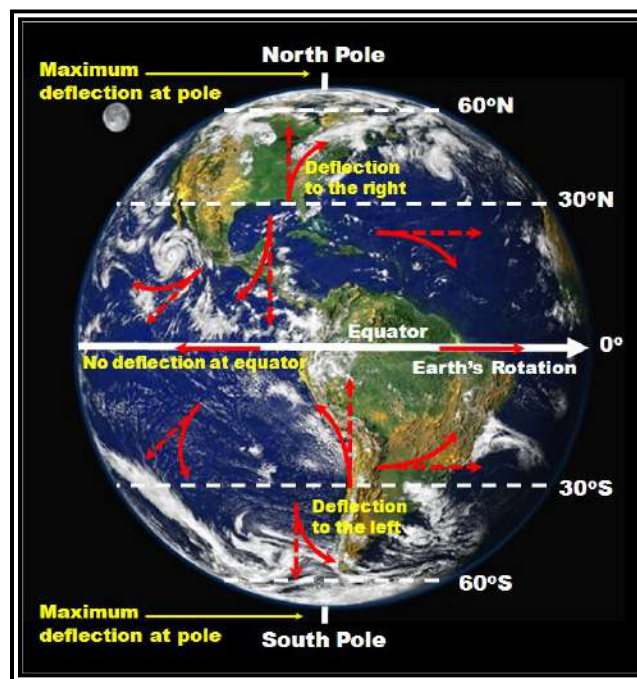 North Pole
Maximum
deflection at pole
60ºN
Deflection
to the right
30ºN
Equator
0º
No deflection at equator
Earth's Rotation
30ºS
Deflection
to the left
60ºS
Maximum
deflection at pole
South Pole